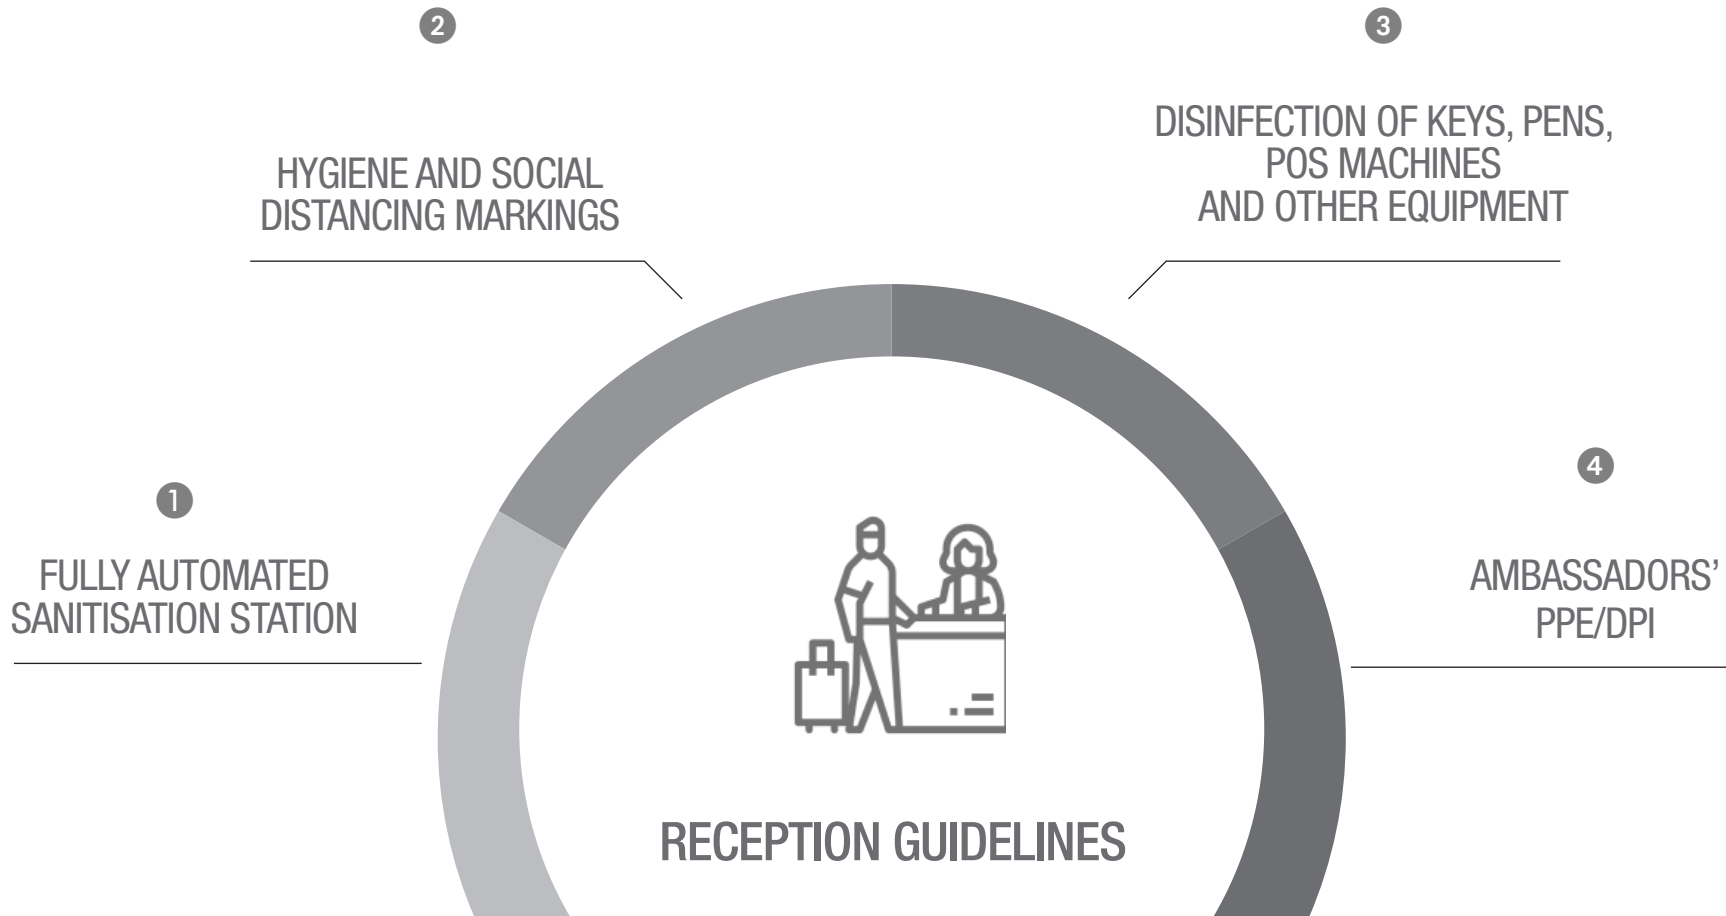 1
FULLY AUTOMATED
SANITISATION STATION
2
HYGIENE AND SOCIAL
DISTANCING MARKINGS
3
DISINFECTION OF KEYS, PENS,
POS MACHINES
AND OTHER EQUIPMENT
4
AMBASSADORS’
PPE/DPI
RECEPTION GUIDELINES